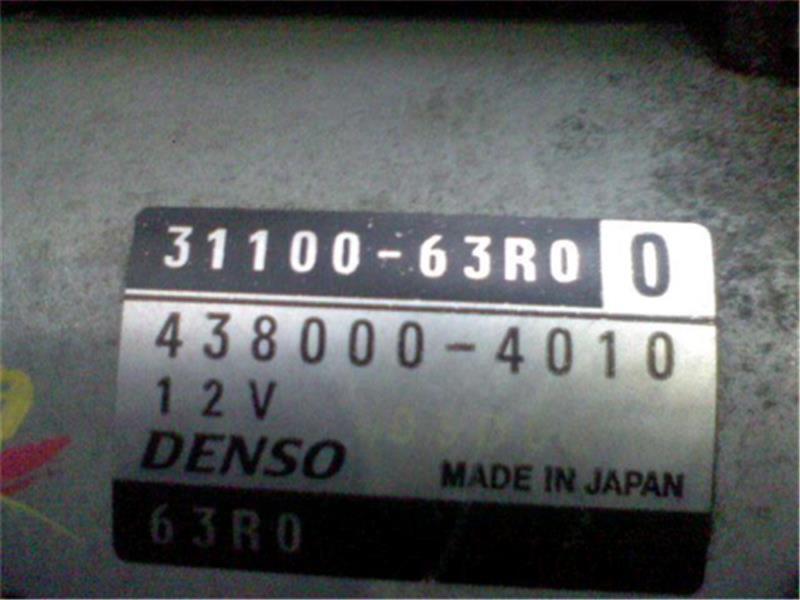 31100-63R0 0
438000-4010
12V
DENSO
MADE IN JAPAN
63R0